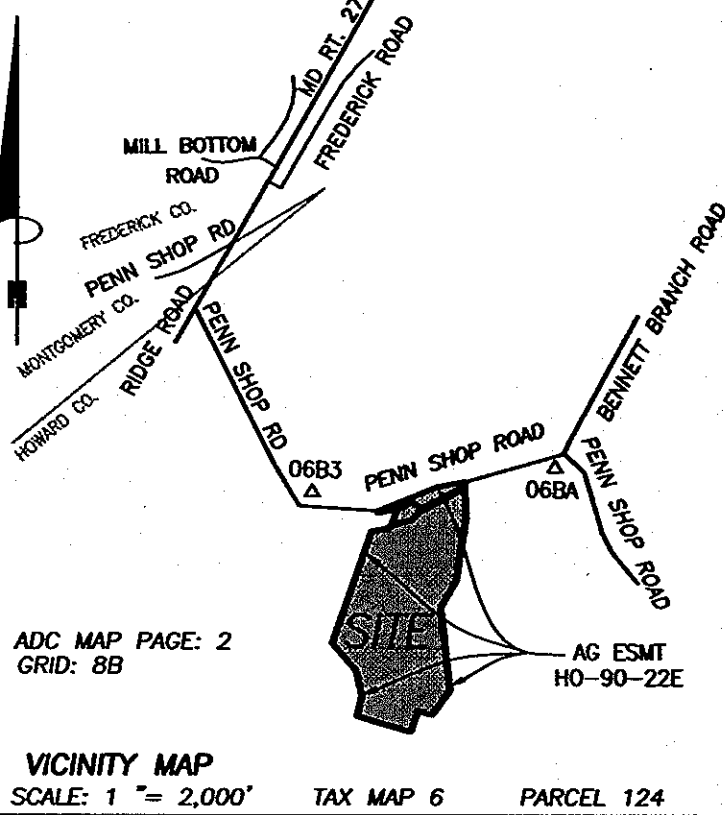 MD RT. 27
FREDERICK ROAD
MILL BOTTOM
ROAD
FREDERICK CO.
PENN SHOP RD
MONTGOMERY CO.
HOWARD CO.
RIDGE ROAD
PENN SHOP RD
BENNETT BRANCH ROAD
06B3
PENN SHOP ROAD
06BA
PENN SHOP ROAD
SITE
N
ADC MAP PAGE: 2
GRID: 8B
AG ESMT
HO-90-22E
VICINITY MAP
SCALE: 1 "= 2,000' TAX MAP 6 PARCEL 124